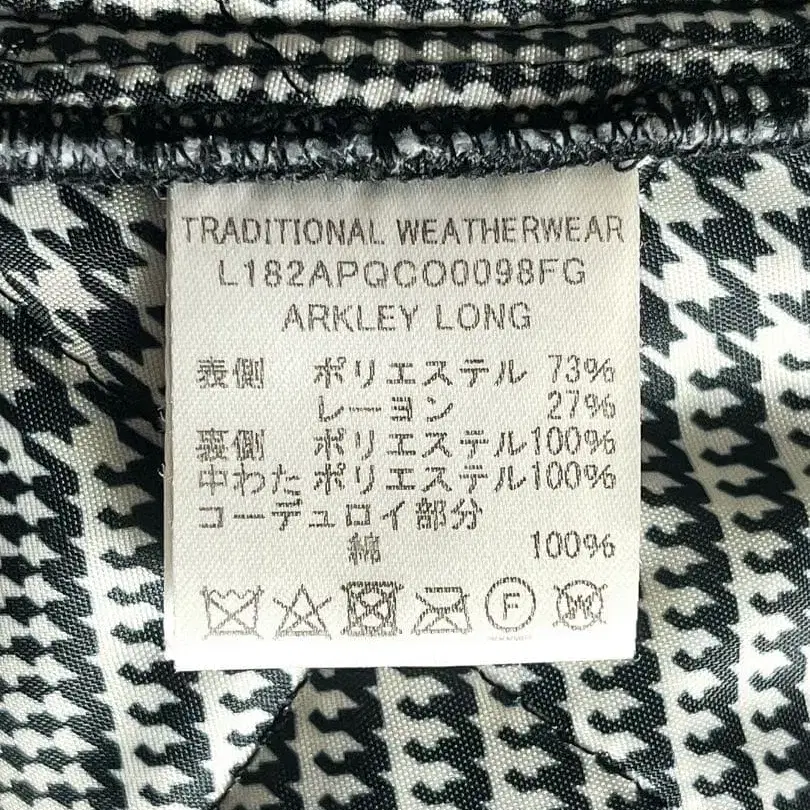 TRADITIONAL WEATHERWEAR
L182APQCO0098FG
ARKLEY LONG
表側 ポリエステル 73%
レーヨン 27%
裏側 ポリエステル100%
中わた ポリエステル100%
コーデュロイ部分
綿 100%
F W